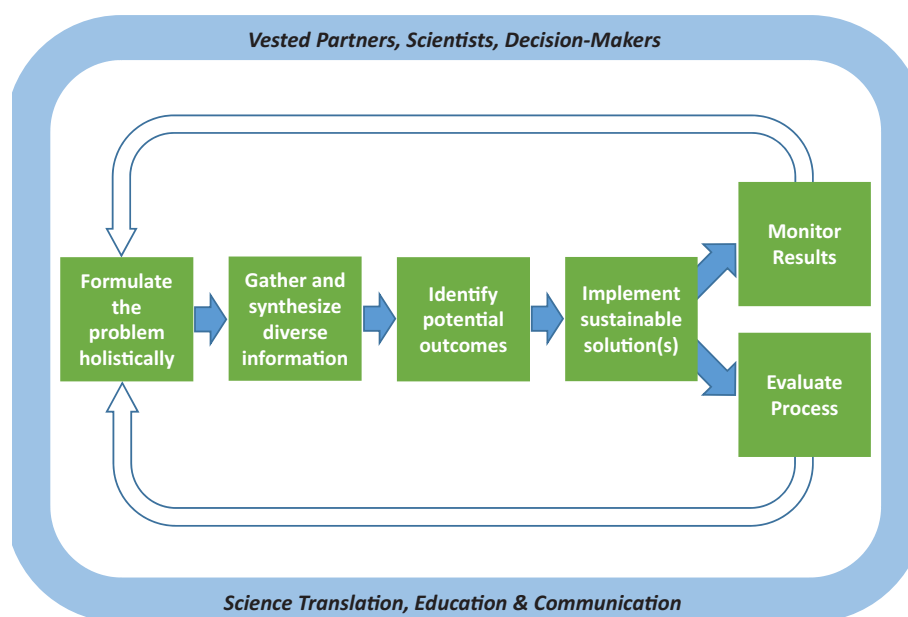 Vested Partners, Scientists, Decision-Makers
Formulate
the
problem
holistically
Gather and
synthesize
diverse
information
Identify
potential
outcomes
Implement
sustainable
solution(s)
Monitor
Results
Evaluate
Process
Science Translation, Education & Communication